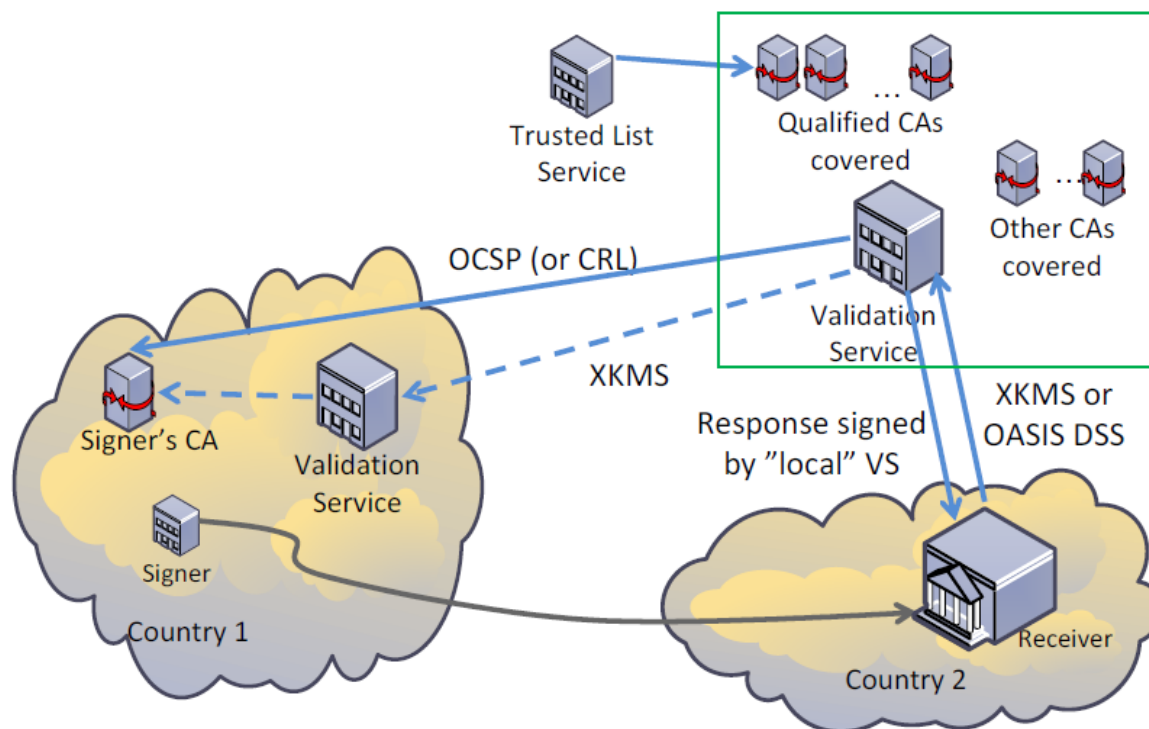 Trusted List
Service
...
Qualified CAs
covered
...
Other CAs
covered
OCSP (or CRL)
Validation
Service
XKMS
Signer's CA
Validation
Service
Response signed
by ”local” VS
XKMS or
OASIS DSS
Signer
Country 1
Receiver
Country 2